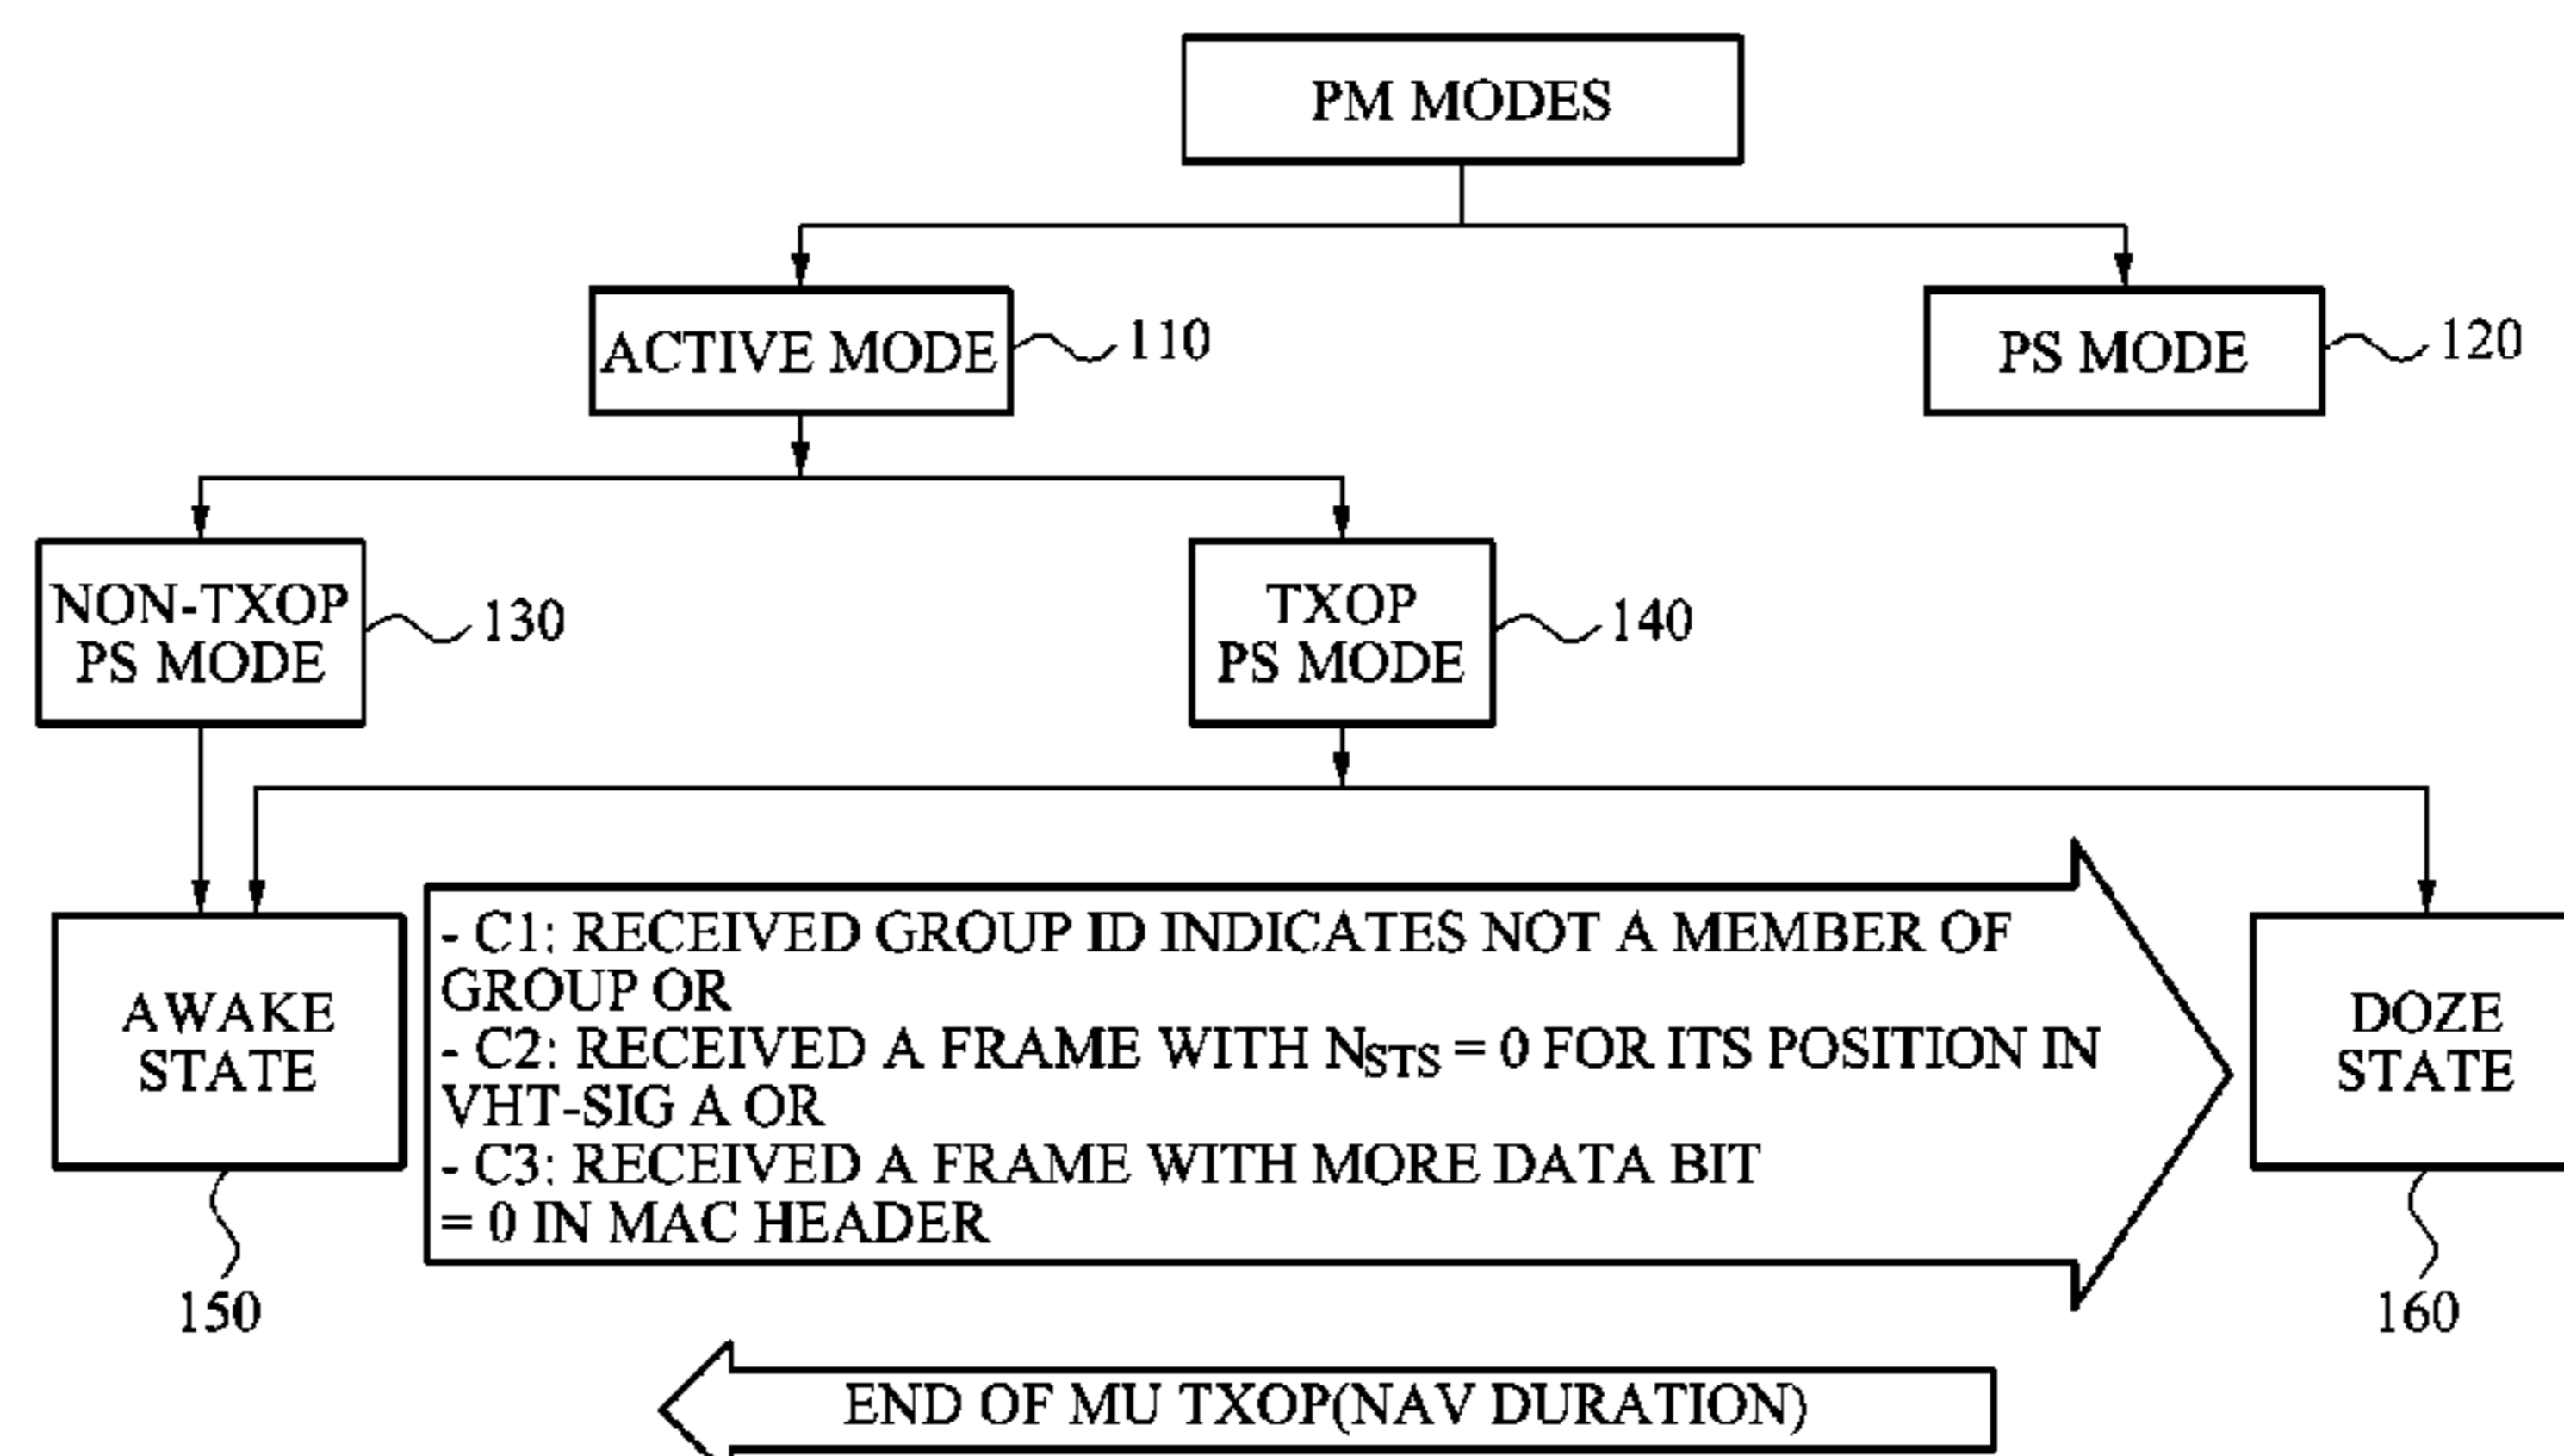 PM MODES
ACTIVE MODE
110
PS MODE
120
NON-TXOP
PS MODE
130
TXOP
PS MODE
140
AWAKE
STATE
150
- C1: RECEIVED GROUP ID INDICATES NOT A MEMBER OF
GROUP OR
- C2: RECEIVED A FRAME WITH NSTS = 0 FOR ITS POSITION IN
VHT-SIG A OR
- C3: RECEIVED A FRAME WITH MORE DATA BIT
= 0 IN MAC HEADER
DOZE
STATE
160
END OF MU TXOP(NAV DURATION)